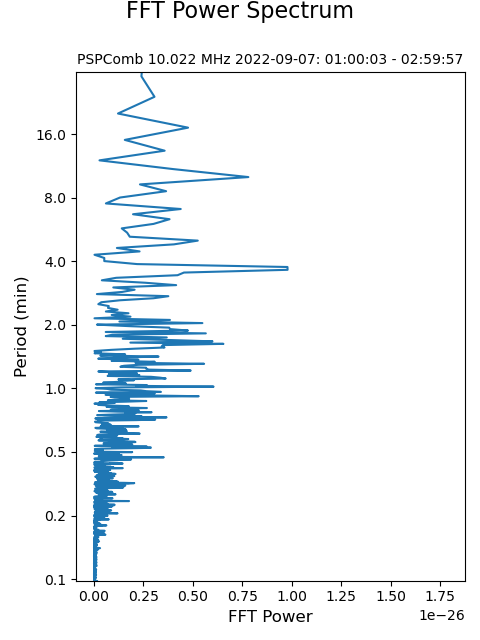 FFT Power Spectrum
PSPComb 10.022 MHz 2022-09-07: 01:00:03 - 02:59:57
16.0
8.0
4.0
2.0
1.0
0.5
0.2
0.1
Period (min)
0.00 0.25 0.50 0.75 1.00 1.25 1.50 1.75
1e−26
FFT Power